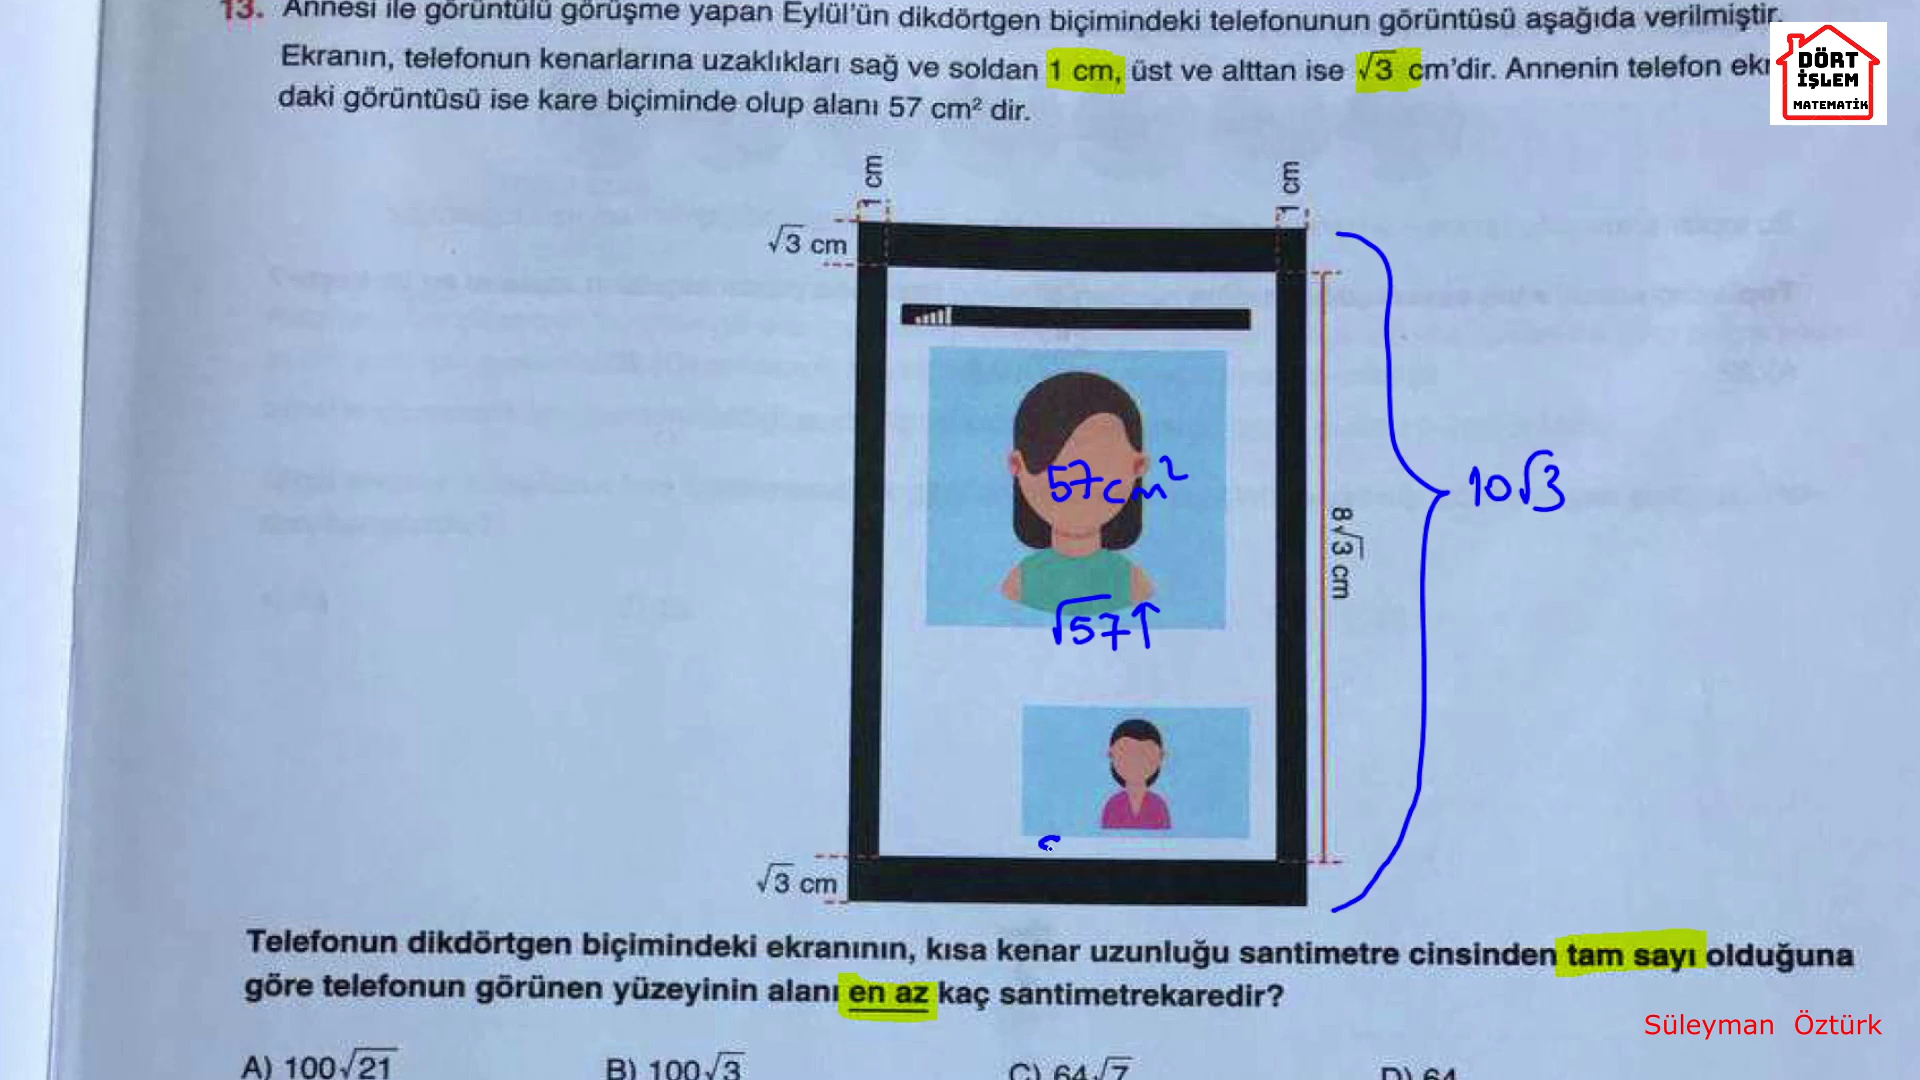 13. Annesi ile görüntülü görüşme yapan Eylül'ün dikdörtgen biçimindeki telefonunun görüntüsü aşağıda verilmiştir.
Ekranın, telefonun kenarlarına uzaklıkları sağ ve soldan 1 cm, üst ve alttan ise √3 cm'dir. Annenin telefon
daki görüntüsü ise kare biçiminde olup alanı 57 cm² dir.
DÖRT
İŞLEM
MATEMATİK
1 cm
1 cm
√3 cm
57cm²
√57↑
8√3 cm
10√3
√3 cm
Telefonun dikdörtgen biçimindeki ekranının, kısa kenar uzunluğu santimetre cinsinden tam sayı olduğuna
göre telefonun görünen yüzeyinin alanı en az kaç santimetrekaredir?
Süleyman Öztürk
A) 100√21 B) 100√3 C) 64√7 D) 64